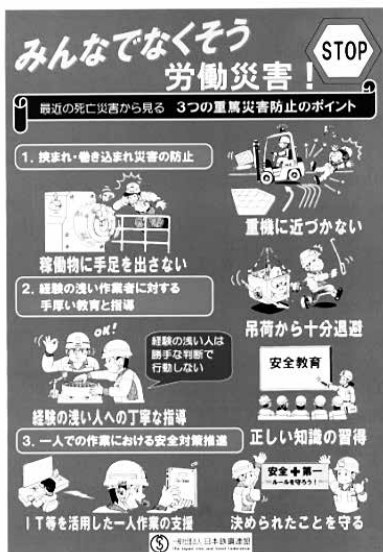 みんなでなくそう
労働災害！
STOP
最近の死亡災害から見る 3つの重篤災害防止のポイント
1. 挟まれ・巻き込まれ災害の防止
稼働物に手足を出さない
重機に近づかない
2. 経験の浅い作業者に対する
手厚い教育と指導
吊荷から十分退避
OK!
経験の浅い人は
勝手な判断で
行動しない
安全教育
経験の浅い人への丁寧な指導
正しい知識の習得
3. 一人での作業における安全対策推進
安全✚第一
ルールを守ろう！
IT等を活用した一人作業の支援
決められたことを守る
一般社団法人 日本鉄鋼連盟
The Japan Iron and Steel Federation